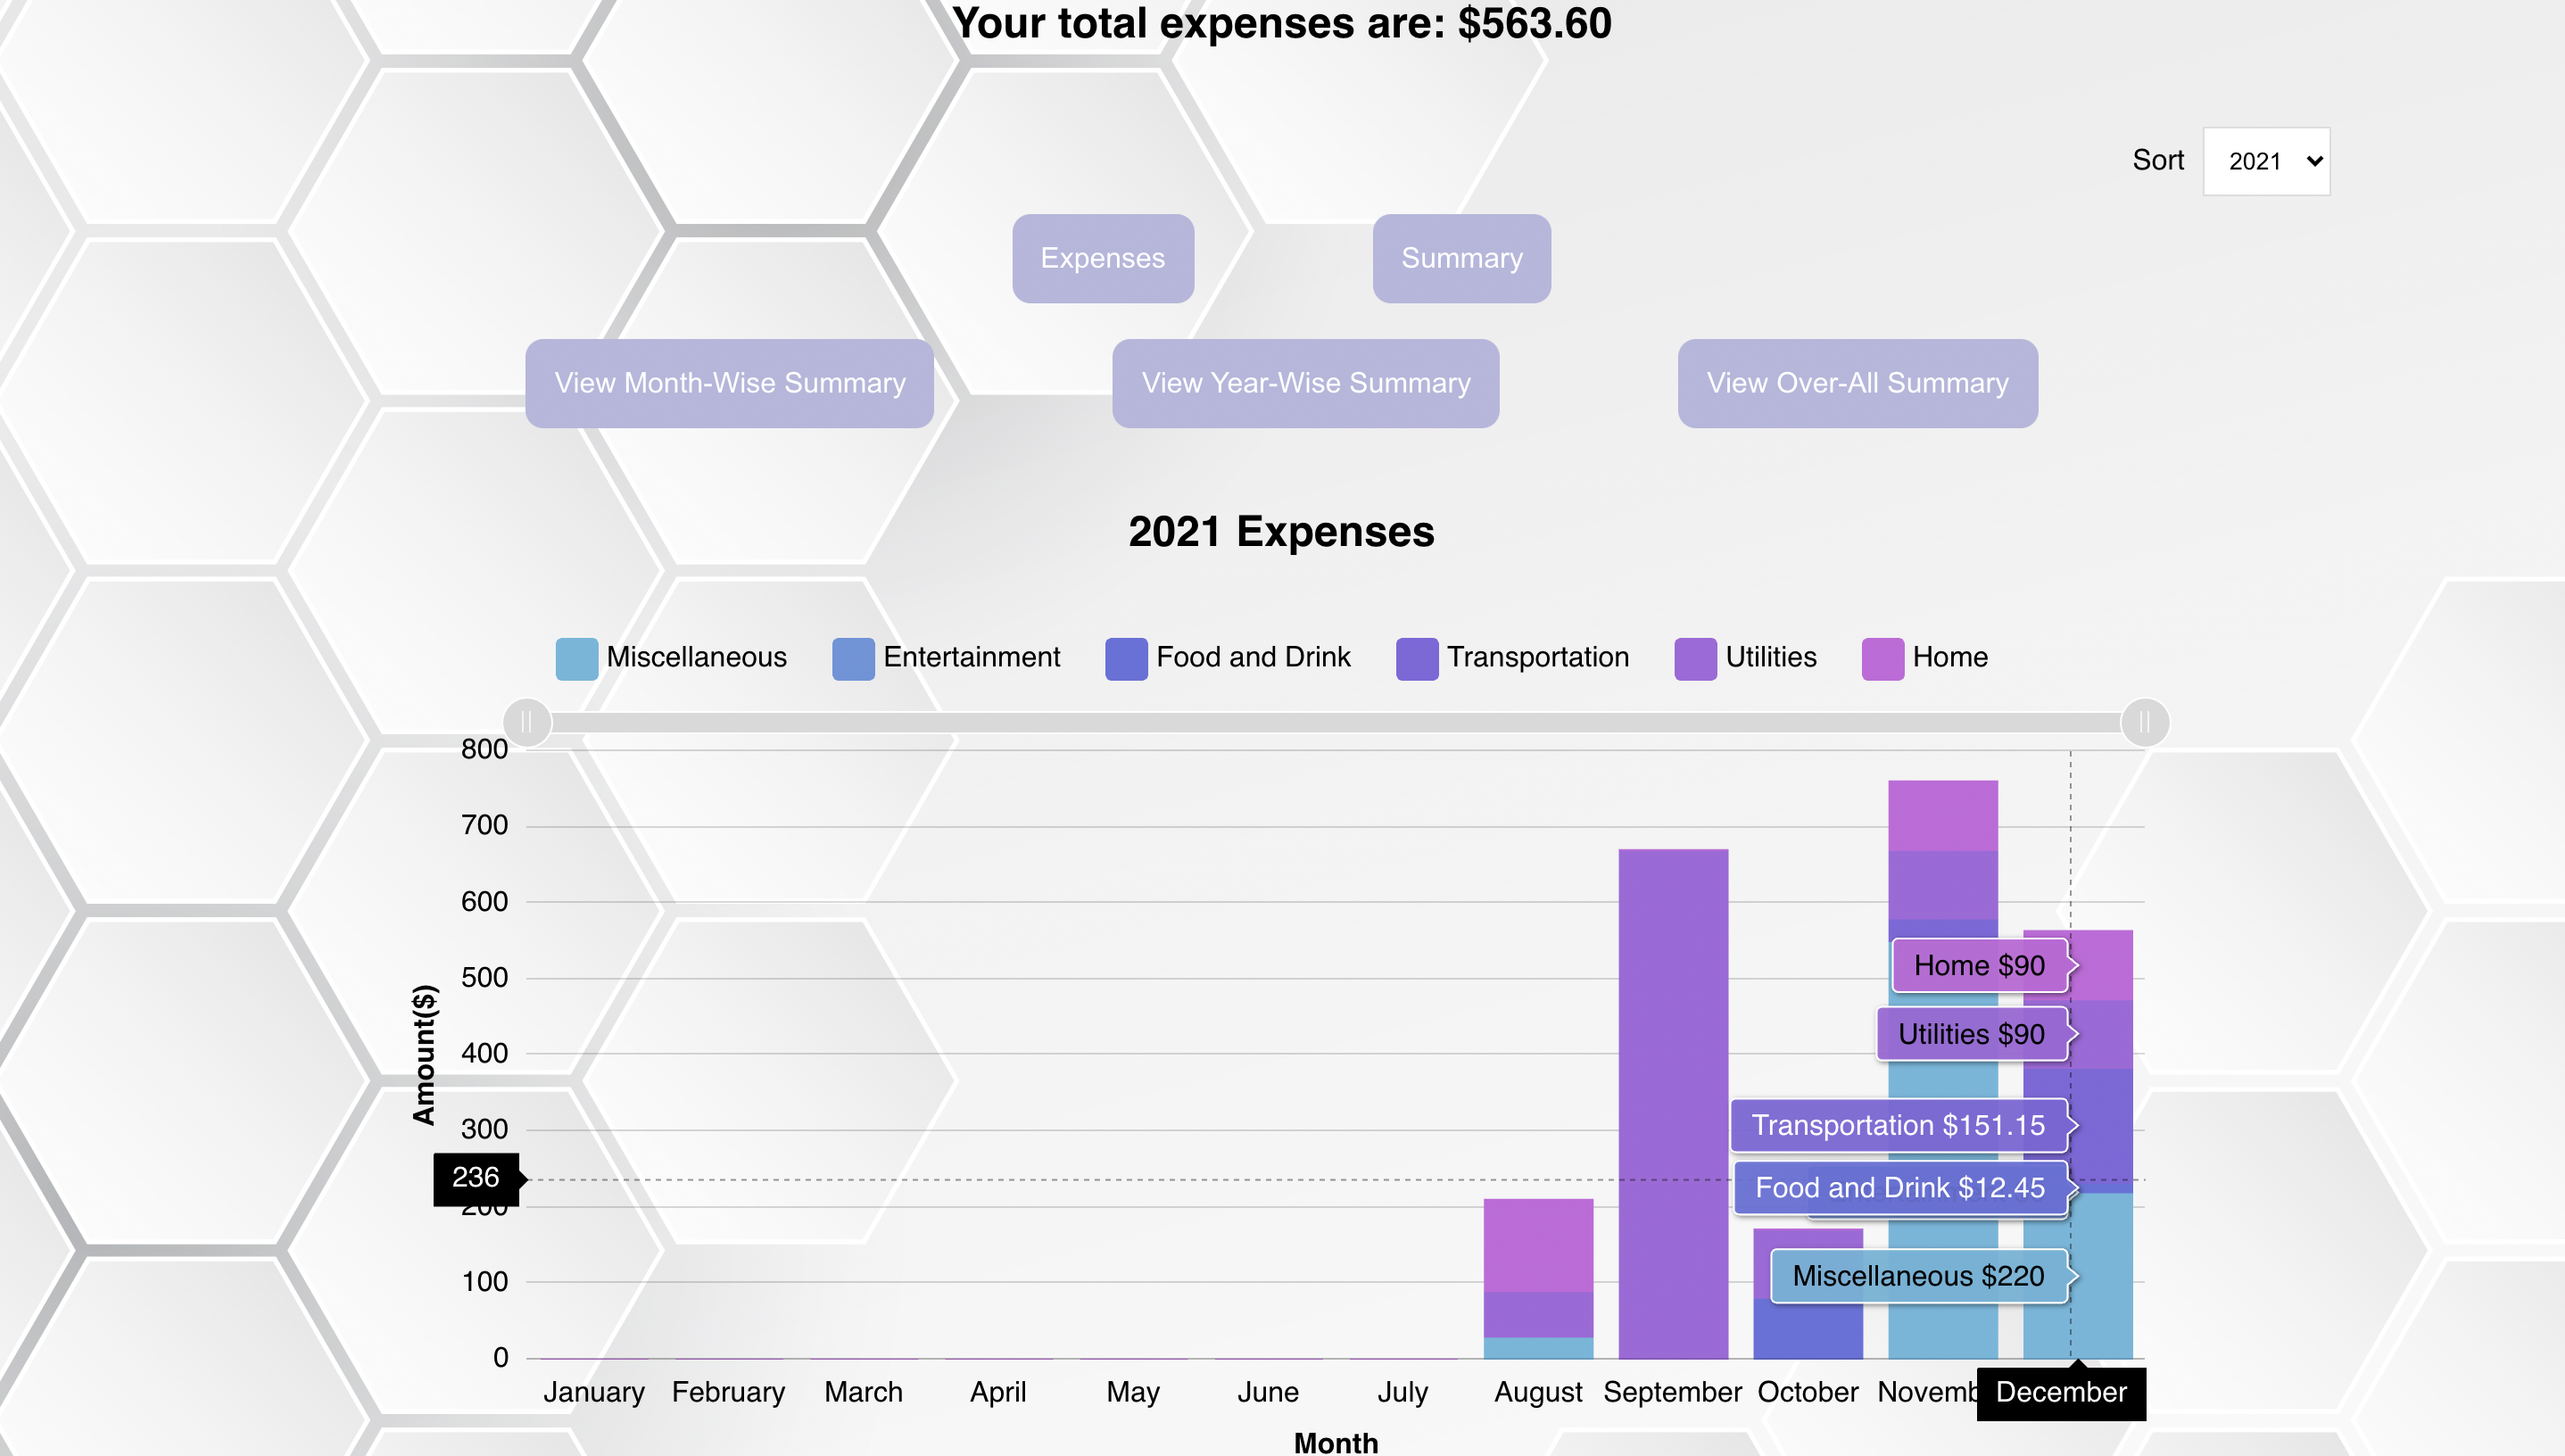 Your total expenses are: $563.60
Sort 2021
Expenses Summary
View Month-Wise Summary View Year-Wise Summary View Over-All Summary
2021 Expenses
Miscellaneous Entertainment Food and Drink Transportation Utilities Home
800
700
600
500
400
300
200
100
0
Amount($)
236
Home $90
Utilities $90
Transportation $151.15
Food and Drink $12.45
Miscellaneous $220
January February March April May June July August September October Novemb December
Month